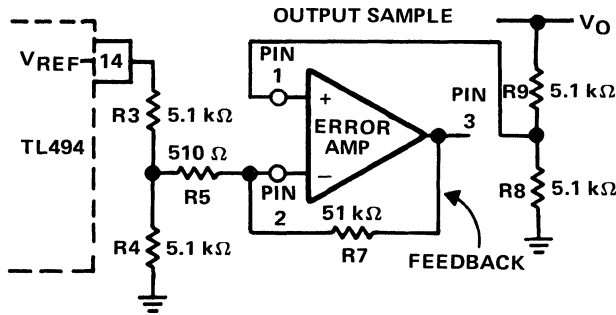 OUTPUT SAMPLE
VO
VREF
14
PIN
1
+
R3
5.1 kΩ
ERROR
AMP
PIN
3
R9
5.1 kΩ
TL494
510 Ω
R5
−
PIN
2
R4
5.1 kΩ
51 kΩ
R7
R8
5.1 kΩ
FEEDBACK